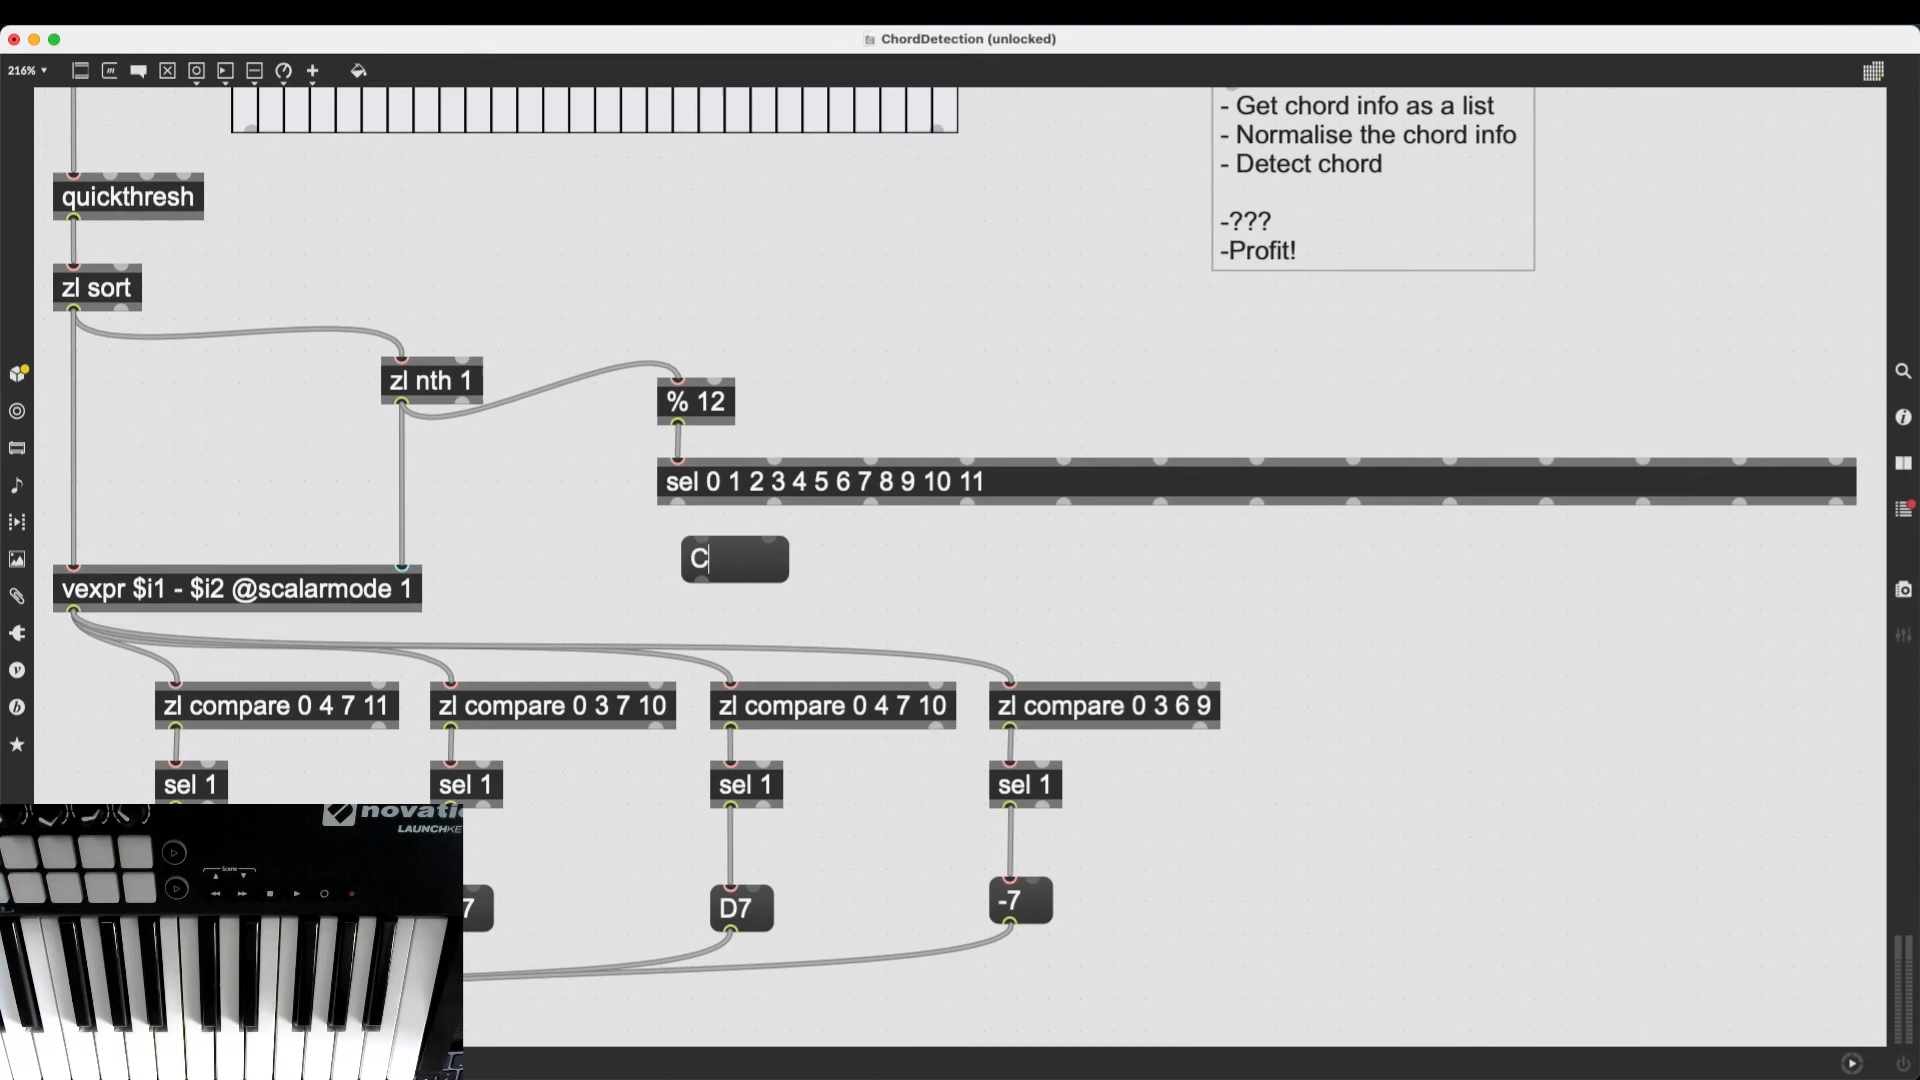 ChordDetection (unlocked)
216%
- Get chord info as a list
- Normalise the chord info
- Detect chord
-???
-Profit!
quickthresh
zl sort
zl nth 1
% 12
sel 0 1 2 3 4 5 6 7 8 9 10 11
C
vexpr $i1 - $i2 @scalarmode 1
zl compare 0 4 7 11
zl compare 0 3 7 10
zl compare 0 4 7 10
zl compare 0 3 6 9
sel 1
sel 1
sel 1
sel 1
Scene
7
D7
-7